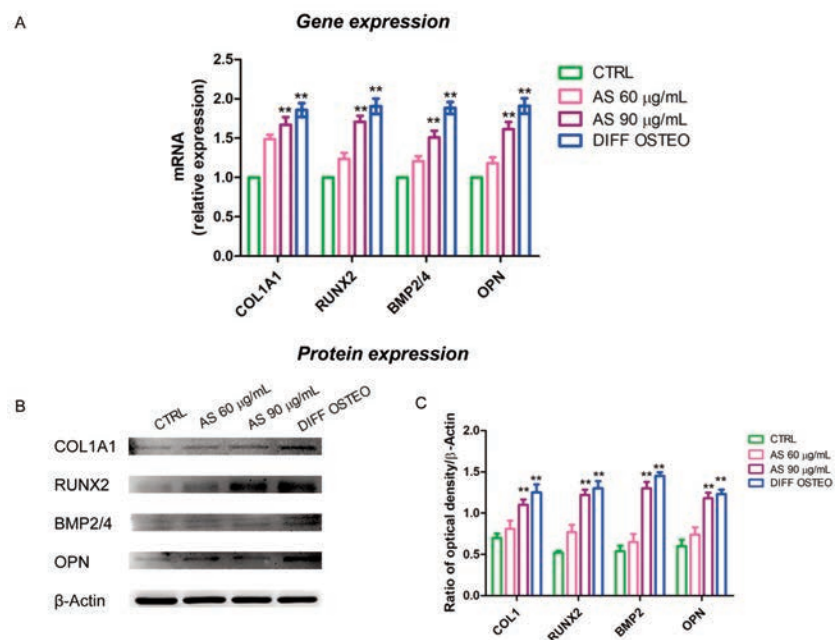 A
Gene expression
mRNA
(relative expression)
2.5
2.0
1.5
1.0
0.5
0.0
** ** ** ** ** ** ** **
COL1A1 RUNX2 BMP2/4 OPN
CTRL
AS 60 µg/mL
AS 90 µg/mL
DIFF OSTEO
Protein expression
B
CTRL AS 60 µg/mL AS 90 µg/mL DIFF OSTEO
COL1A1
RUNX2
BMP2/4
OPN
β-Actin
C
Ratio of optical density/β-Actin
2.0
1.5
1.0
0.5
0.0
** ** ** ** ** ** ** **
COL1 RUNX2 BMP2 OPN
CTRL
AS 60 µg/mL
AS 90 µg/mL
DIFF OSTEO